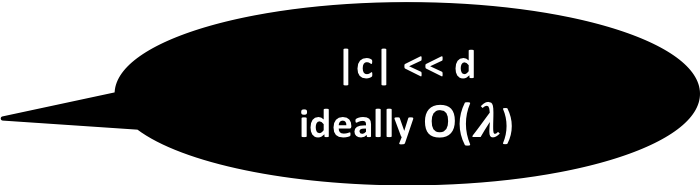 |c| << d
ideally O(λ)